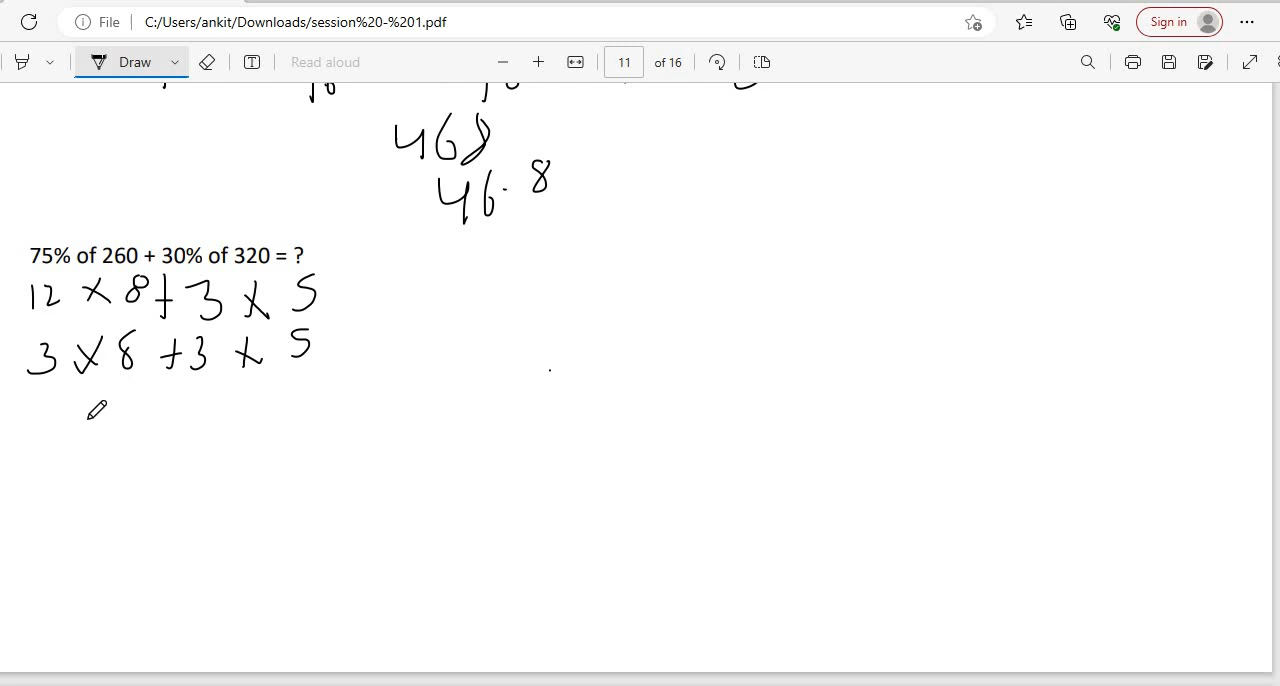 File C:/Users/ankit/Downloads/session%20-%201.pdf Sign in
Draw Read aloud 11 of 16
468
46.8
75% of 260 + 30% of 320 = ?
12 × 8 + 3 × 5
3 × 8 + 3 × 5